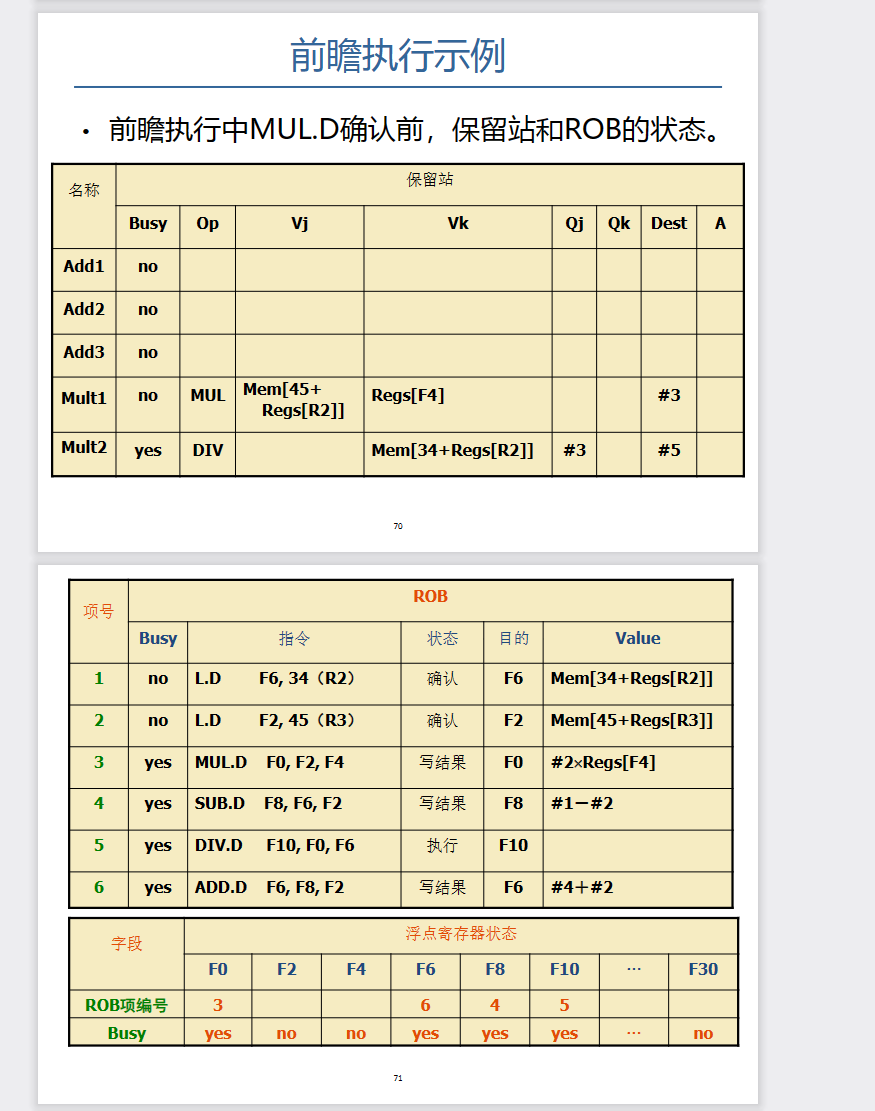 前瞻执行示例
• 前瞻执行中MUL.D确认前，保留站和ROB的状态。
名称 保留站
Busy Op Vj Vk Qj Qk Dest A
Add1 no
Add2 no
Add3 no
Mult1 no MUL Mem[45+ Regs[F4] #3
Regs[R2]]
Mult2 yes DIV Mem[34+Regs[R2]] #3 #5
70
项号 ROB
Busy 指令 状态 目的 Value
1 no L.D F6, 34（R2） 确认 F6 Mem[34+Regs[R2]]
2 no L.D F2, 45（R3） 确认 F2 Mem[45+Regs[R3]]
3 yes MUL.D F0, F2, F4 写结果 F0 #2×Regs[F4]
4 yes SUB.D F8, F6, F2 写结果 F8 #1－#2
5 yes DIV.D F10, F0, F6 执行 F10
6 yes ADD.D F6, F8, F2 写结果 F6 #4＋#2
字段 浮点寄存器状态
F0 F2 F4 F6 F8 F10 … F30
ROB项编号 3 6 4 5
Busy yes no no yes yes yes … no
71